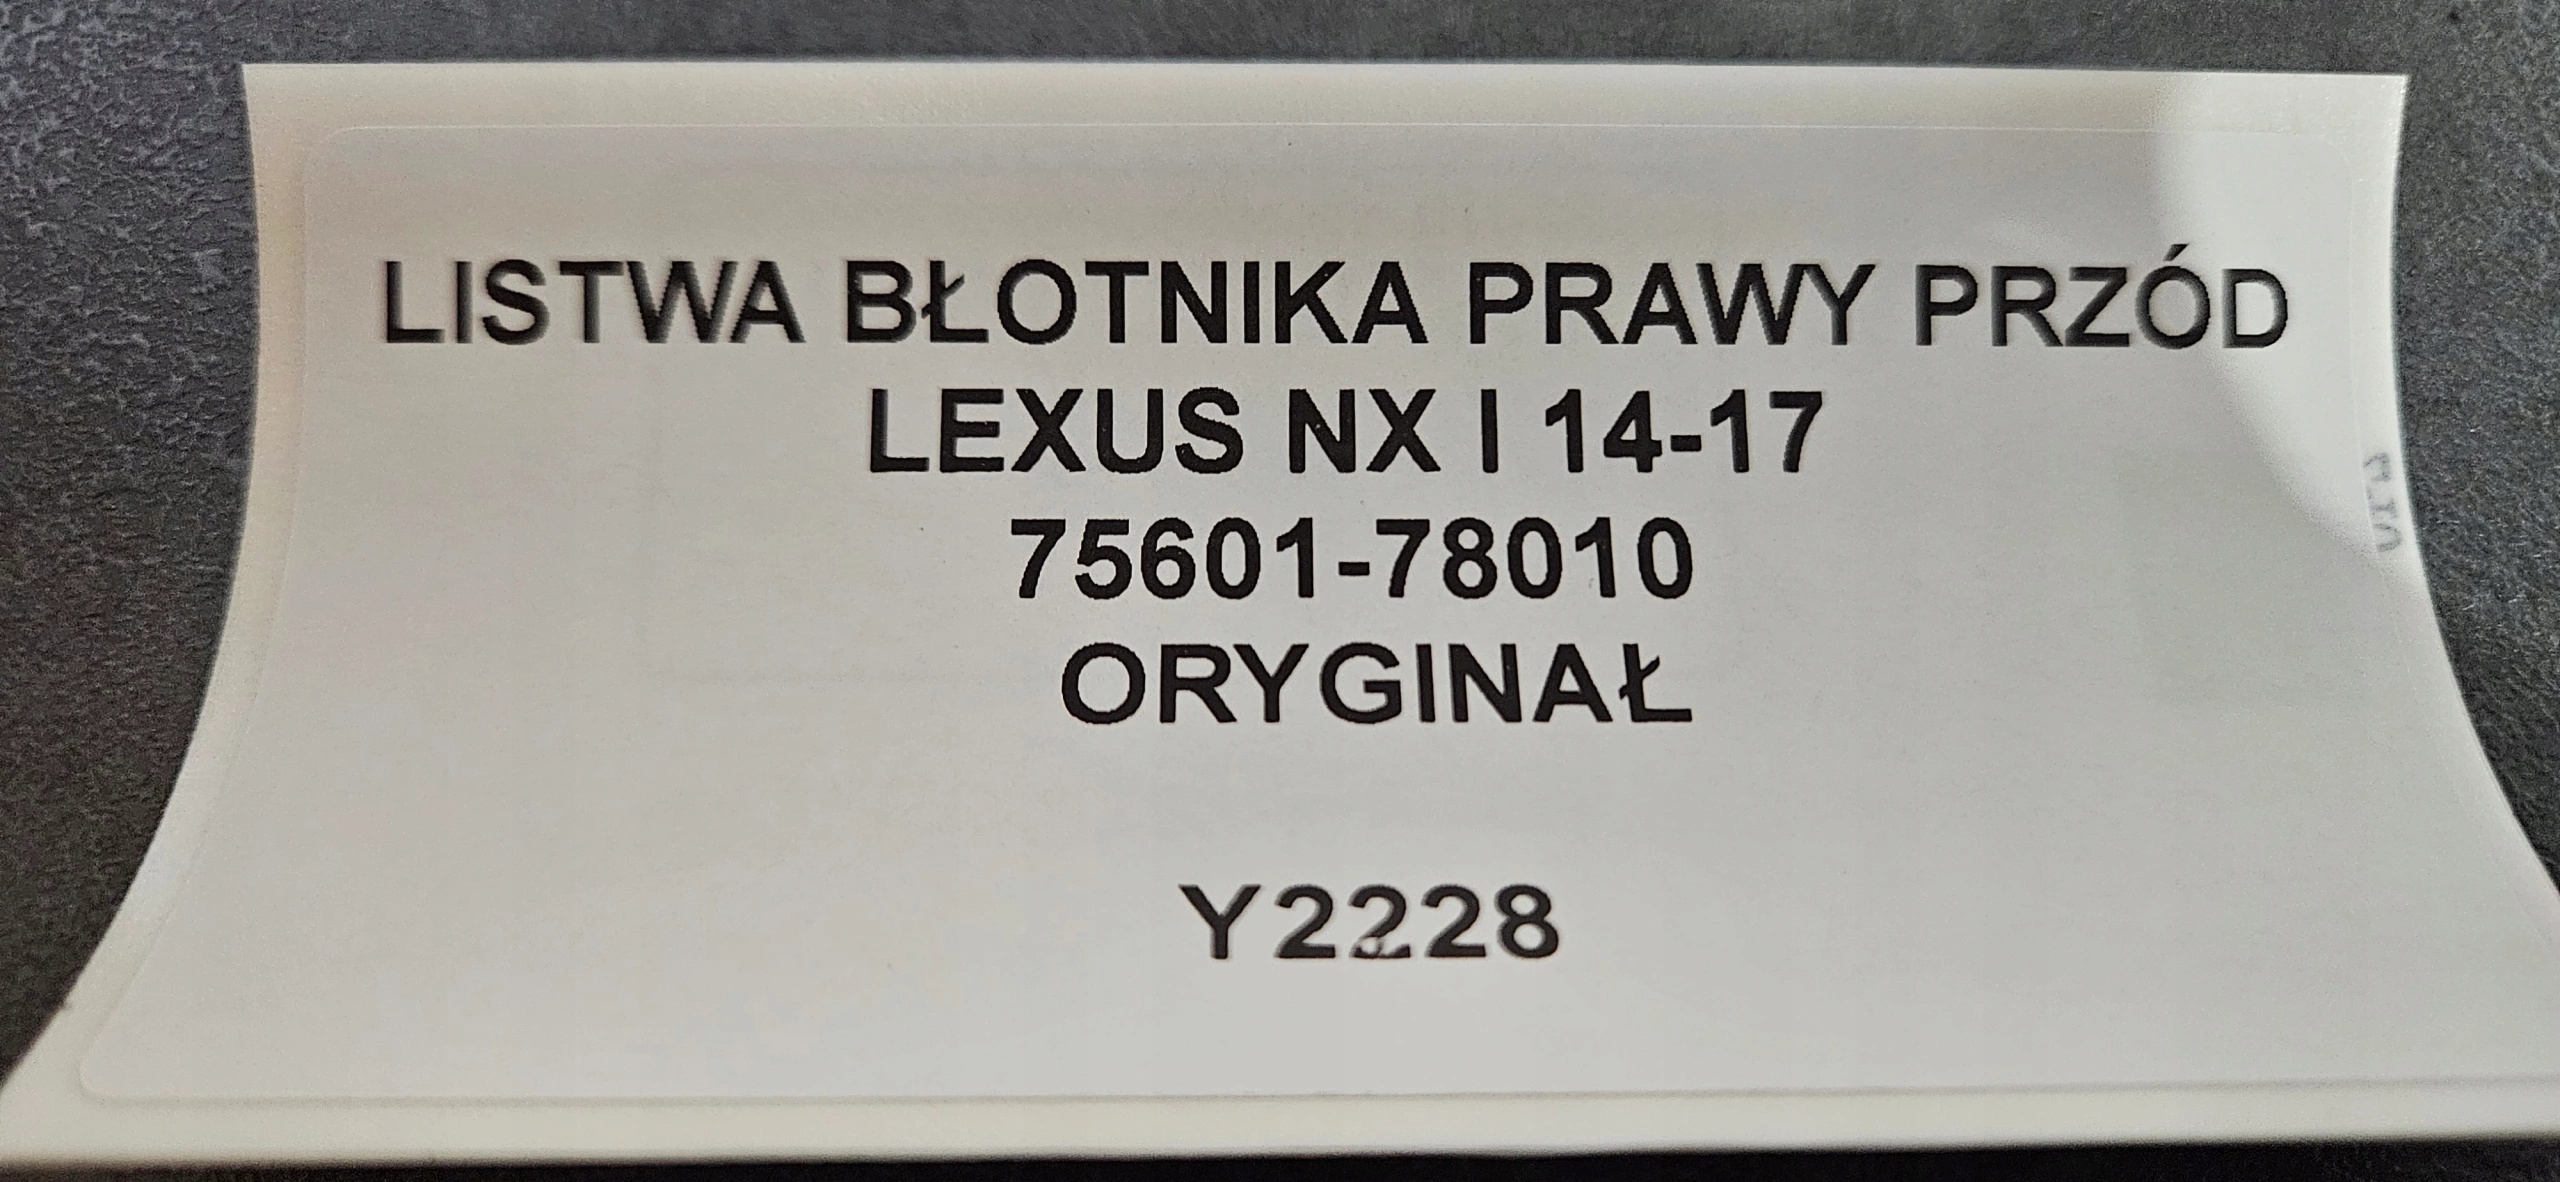 LISTWA BŁOTNIKA PRAWY PRZÓD
LEXUS NX I 14-17
75601-78010
ORYGINAŁ
Y2228